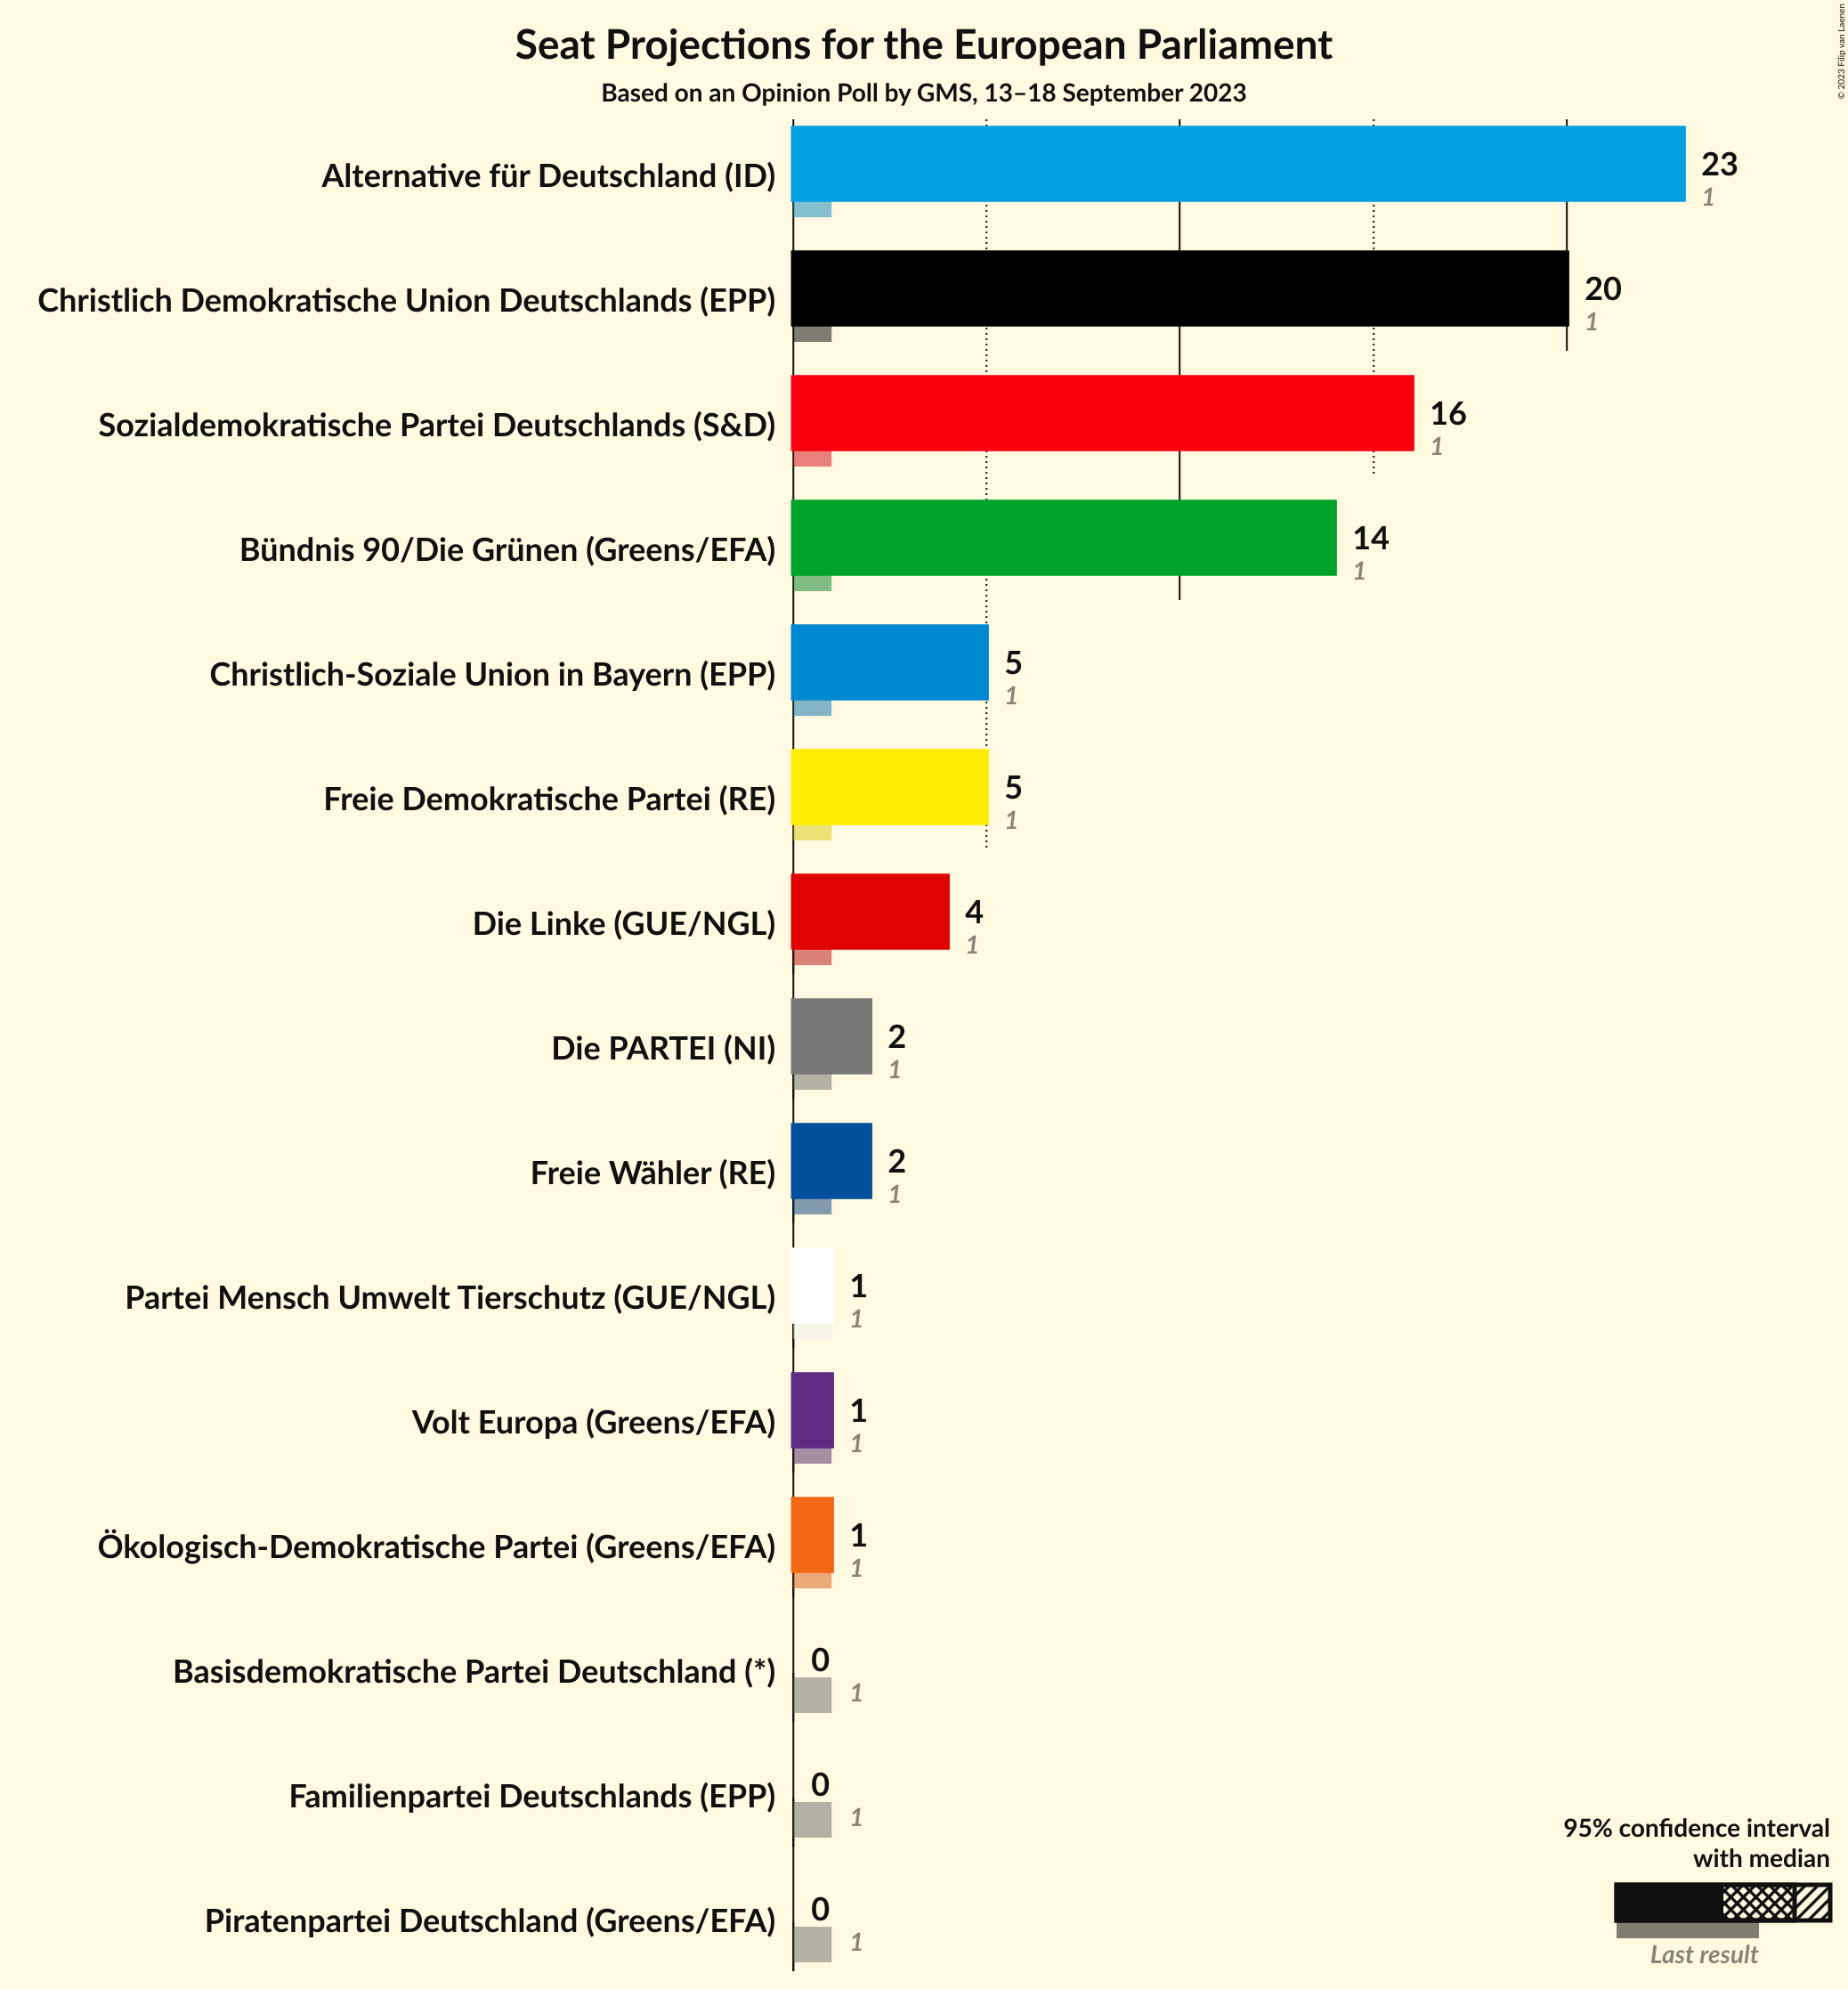 Seat Projections for the European Parliament
Based on an Opinion Poll by GMS, 13–18 September 2023
© 2023 Filip van Laenen
Alternative für Deutschland (ID)
23
1
Christlich Demokratische Union Deutschlands (EPP)
20
1
Sozialdemokratische Partei Deutschlands (S&D)
16
1
Bündnis 90/Die Grünen (Greens/EFA)
14
1
Christlich-Soziale Union in Bayern (EPP)
5
1
Freie Demokratische Partei (RE)
5
1
Die Linke (GUE/NGL)
4
1
Die PARTEI (NI)
2
1
Freie Wähler (RE)
2
1
Partei Mensch Umwelt Tierschutz (GUE/NGL)
1
1
Volt Europa (Greens/EFA)
1
1
Ökologisch-Demokratische Partei (Greens/EFA)
1
1
Basisdemokratische Partei Deutschland (*)
0
1
Familienpartei Deutschlands (EPP)
0
1
Piratenpartei Deutschland (Greens/EFA)
0
1
95% confidence interval
with median
Last result